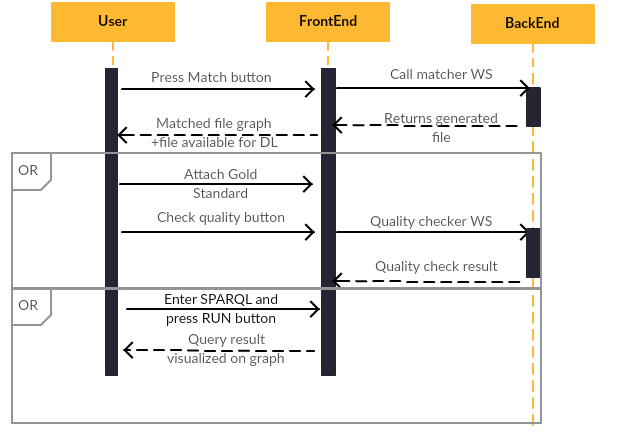 User
FrontEnd
BackEnd
Press Match button
Call matcher WS
Matched file graph
+file available for DL
Returns generated
file
OR
Attach Gold
Standard
Check quality button
Quality checker WS
Quality check result
OR
Enter SPARQL and
press RUN button
Query result
visualized on graph